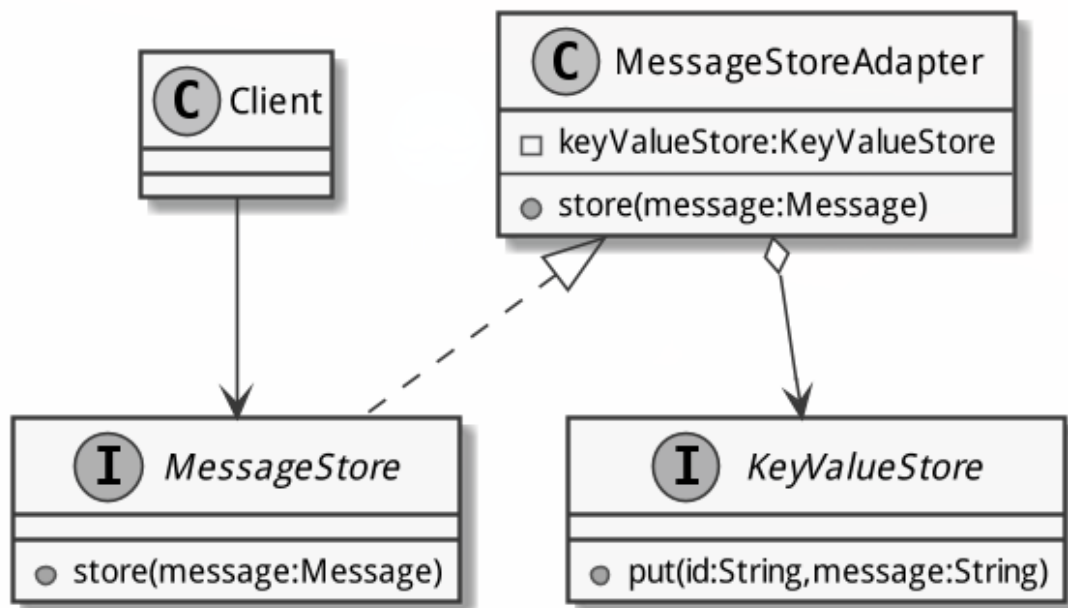 C Client
C MessageStoreAdapter
keyValueStore:KeyValueStore
store(message:Message)
I MessageStore
store(message:Message)
I KeyValueStore
put(id:String,message:String)